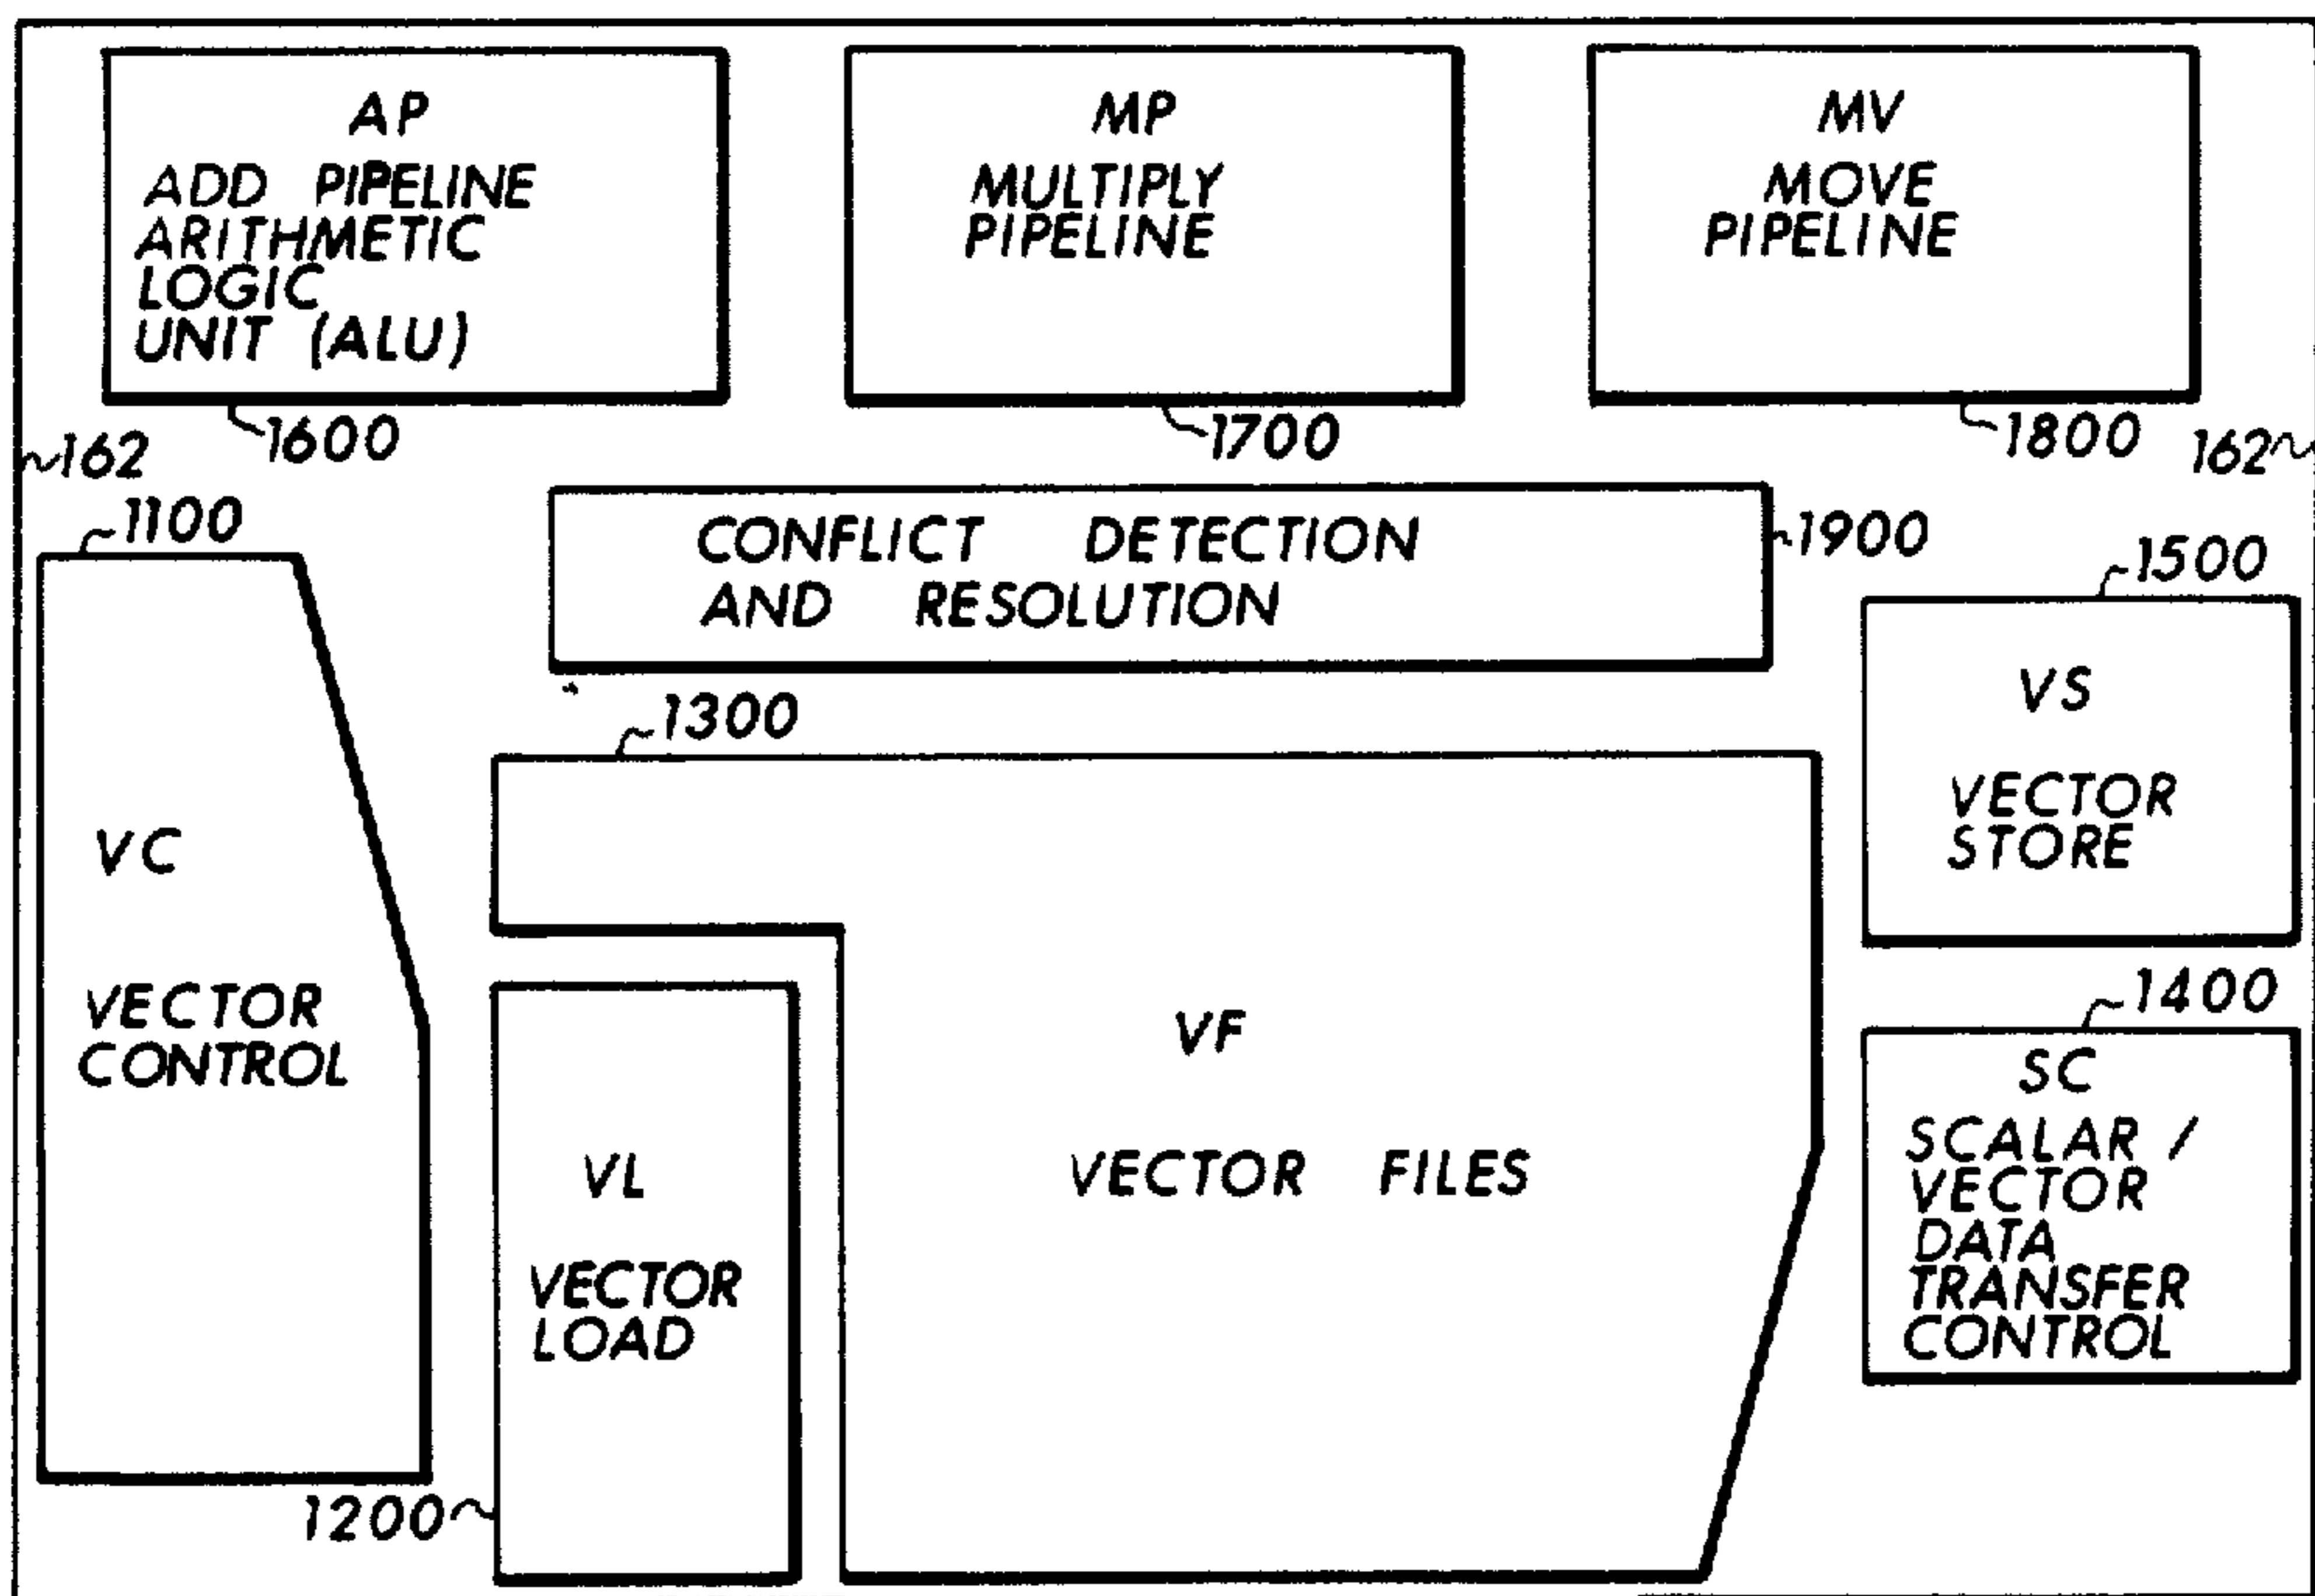 AP
ADD PIPELINE
ARITHMETIC
LOGIC
UNIT (ALU)
1600
MP
MULTIPLY
PIPELINE
1700
MV
MOVE
PIPELINE
1800
162
162
1100
VC
VECTOR
CONTROL
CONFLICT DETECTION
AND RESOLUTION
1900
1500
VS
VECTOR
STORE
1300
VF
VECTOR FILES
VL
VECTOR
LOAD
1200
1400
SC
SCALAR /
VECTOR
DATA
TRANSFER
CONTROL